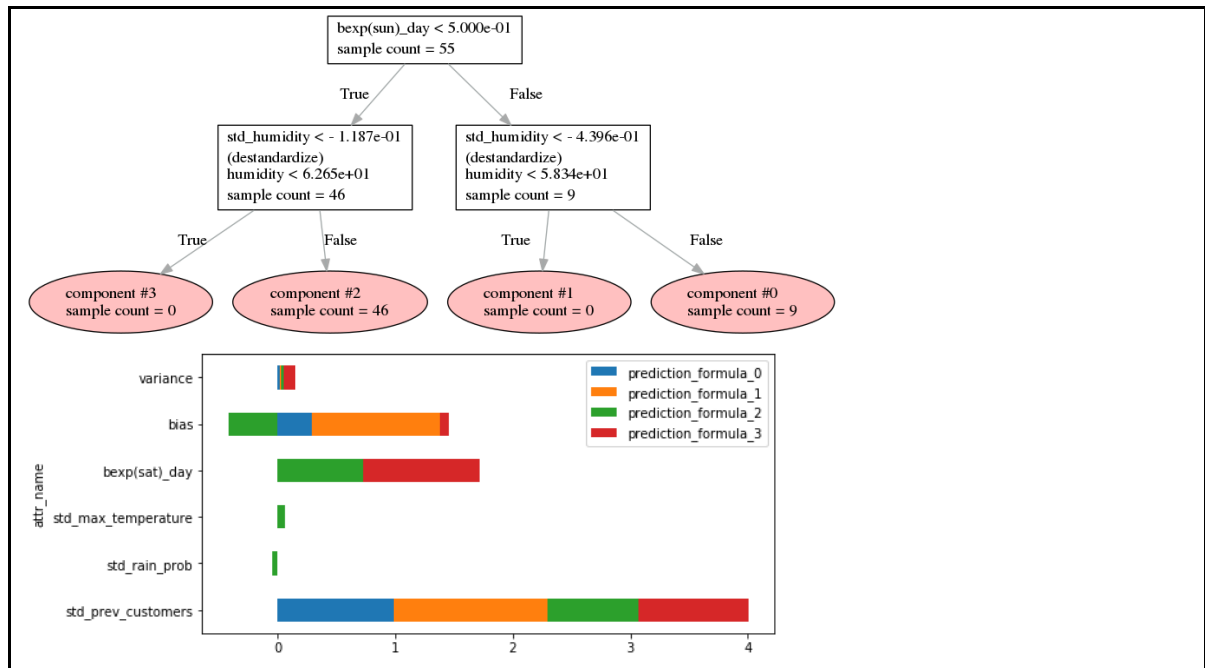 bexp(sun)_day < 5.000e-01
sample count = 55
True
False
std_humidity < - 1.187e-01
(destandardize)
humidity < 6.265e+01
sample count = 46
std_humidity < - 4.396e-01
(destandardize)
humidity < 5.834e+01
sample count = 9
True
False
True
False
component #3
sample count = 0
component #2
sample count = 46
component #1
sample count = 0
component #0
sample count = 9
prediction_formula_0
prediction_formula_1
prediction_formula_2
prediction_formula_3
attr_name
variance
bias
bexp(sat)_day
std_max_temperature
std_rain_prob
std_prev_customers
0
1
2
3
4